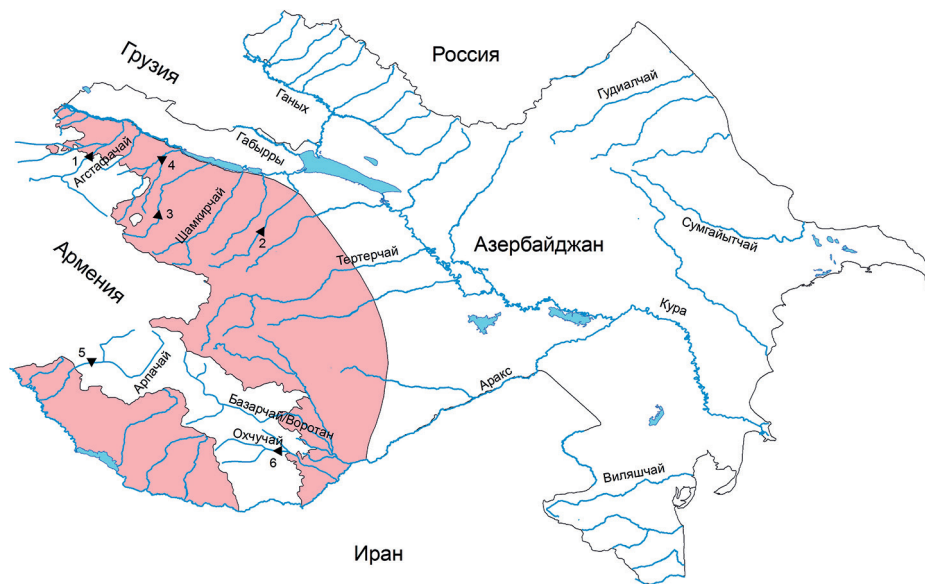 Россия
Грузия
Гудиалчай
Ганых
Габырры
1
Агстафачай
4
3
Шамкирчай
2
Сумгайытчай
Азербайджан
Тертерчай
Армения
Кура
5
Арпачай
Аракс
Базарчай/Воротан
Охчучай
6
Виляшчай
Иран